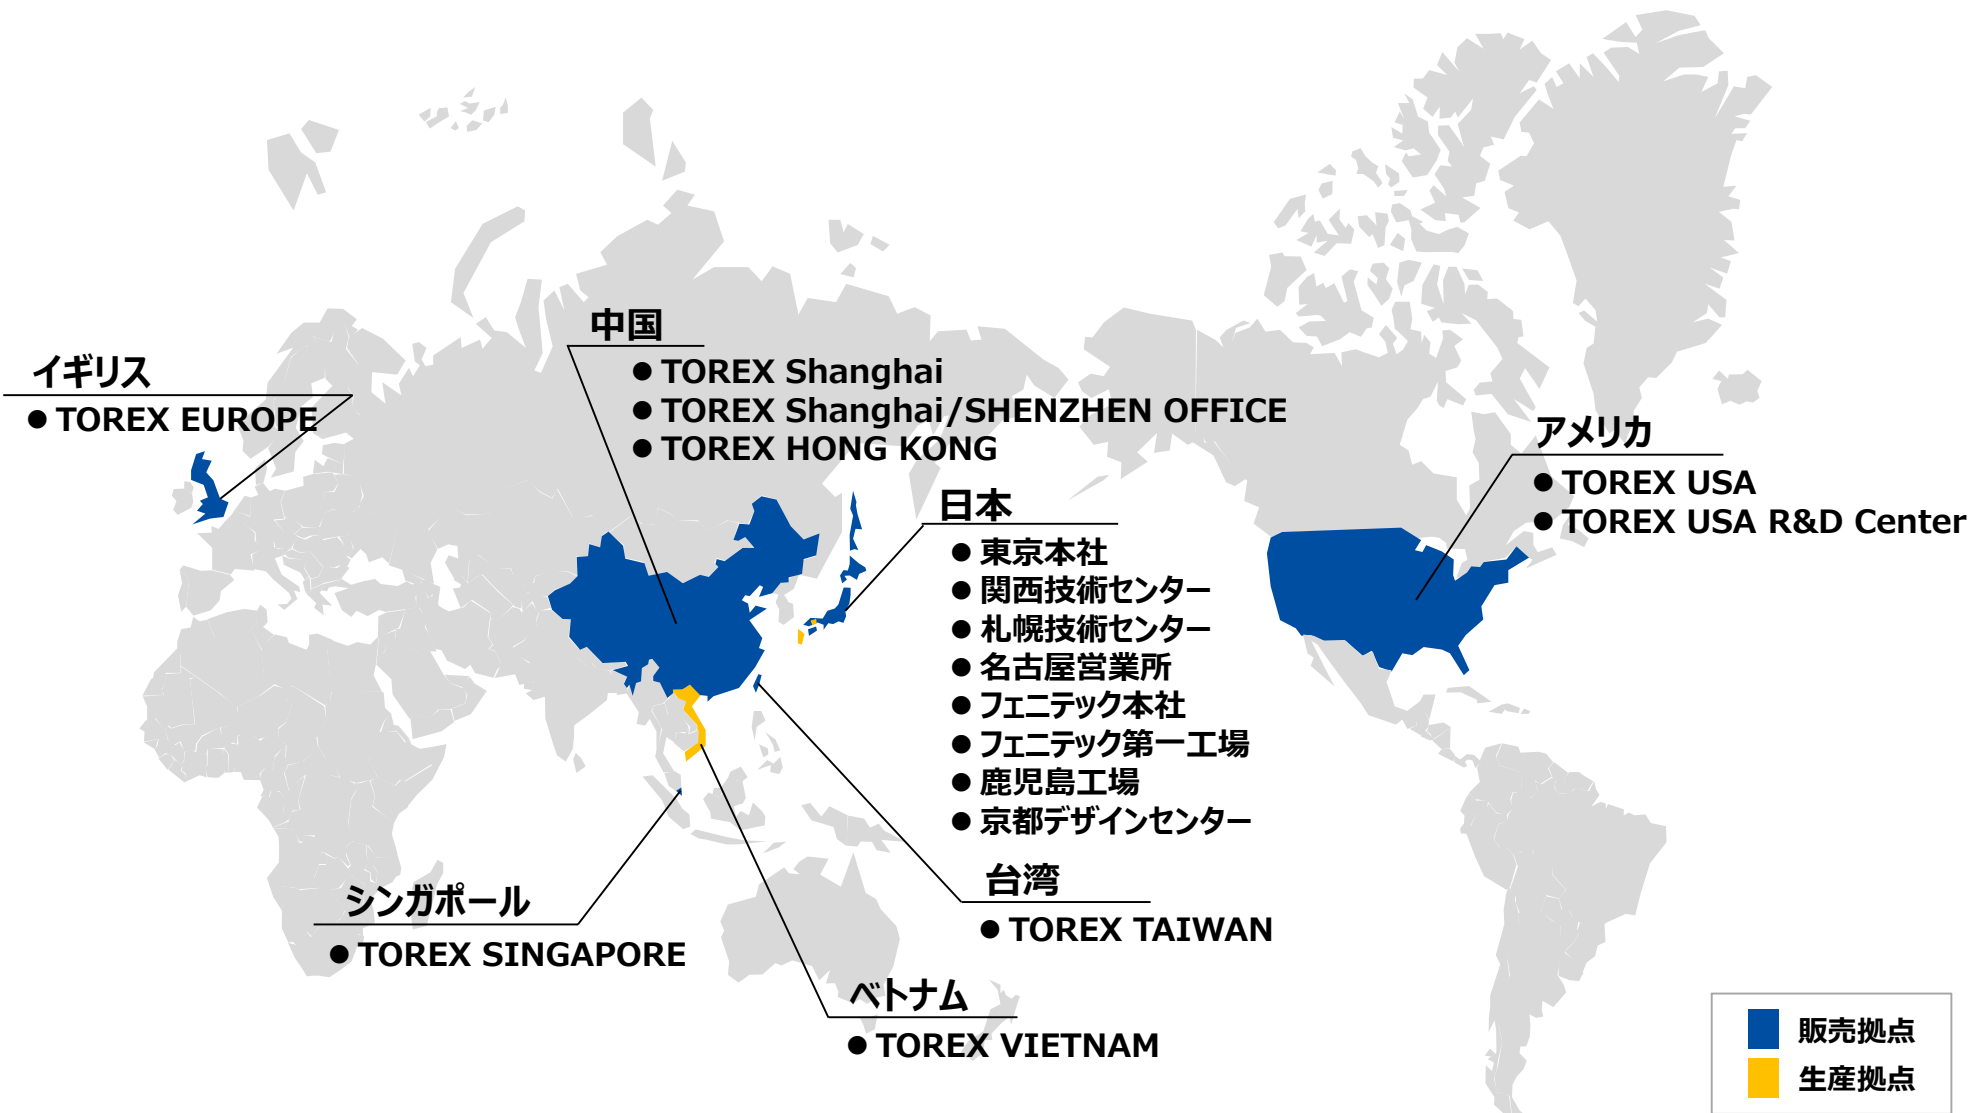 イギリス
● TOREX EUROPE
中国
● TOREX Shanghai
● TOREX Shanghai/SHENZHEN OFFICE
● TOREX HONG KONG
日本
● 東京本社
● 関西技術センター
● 札幌技術センター
● 名古屋営業所
● フェニテック本社
● フェニテック第一工場
● 鹿児島工場
● 京都デザインセンター
アメリカ
● TOREX USA
● TOREX USA R&D Center
台湾
● TOREX TAIWAN
シンガポール
● TOREX SINGAPORE
ベトナム
● TOREX VIETNAM
販売拠点
生産拠点